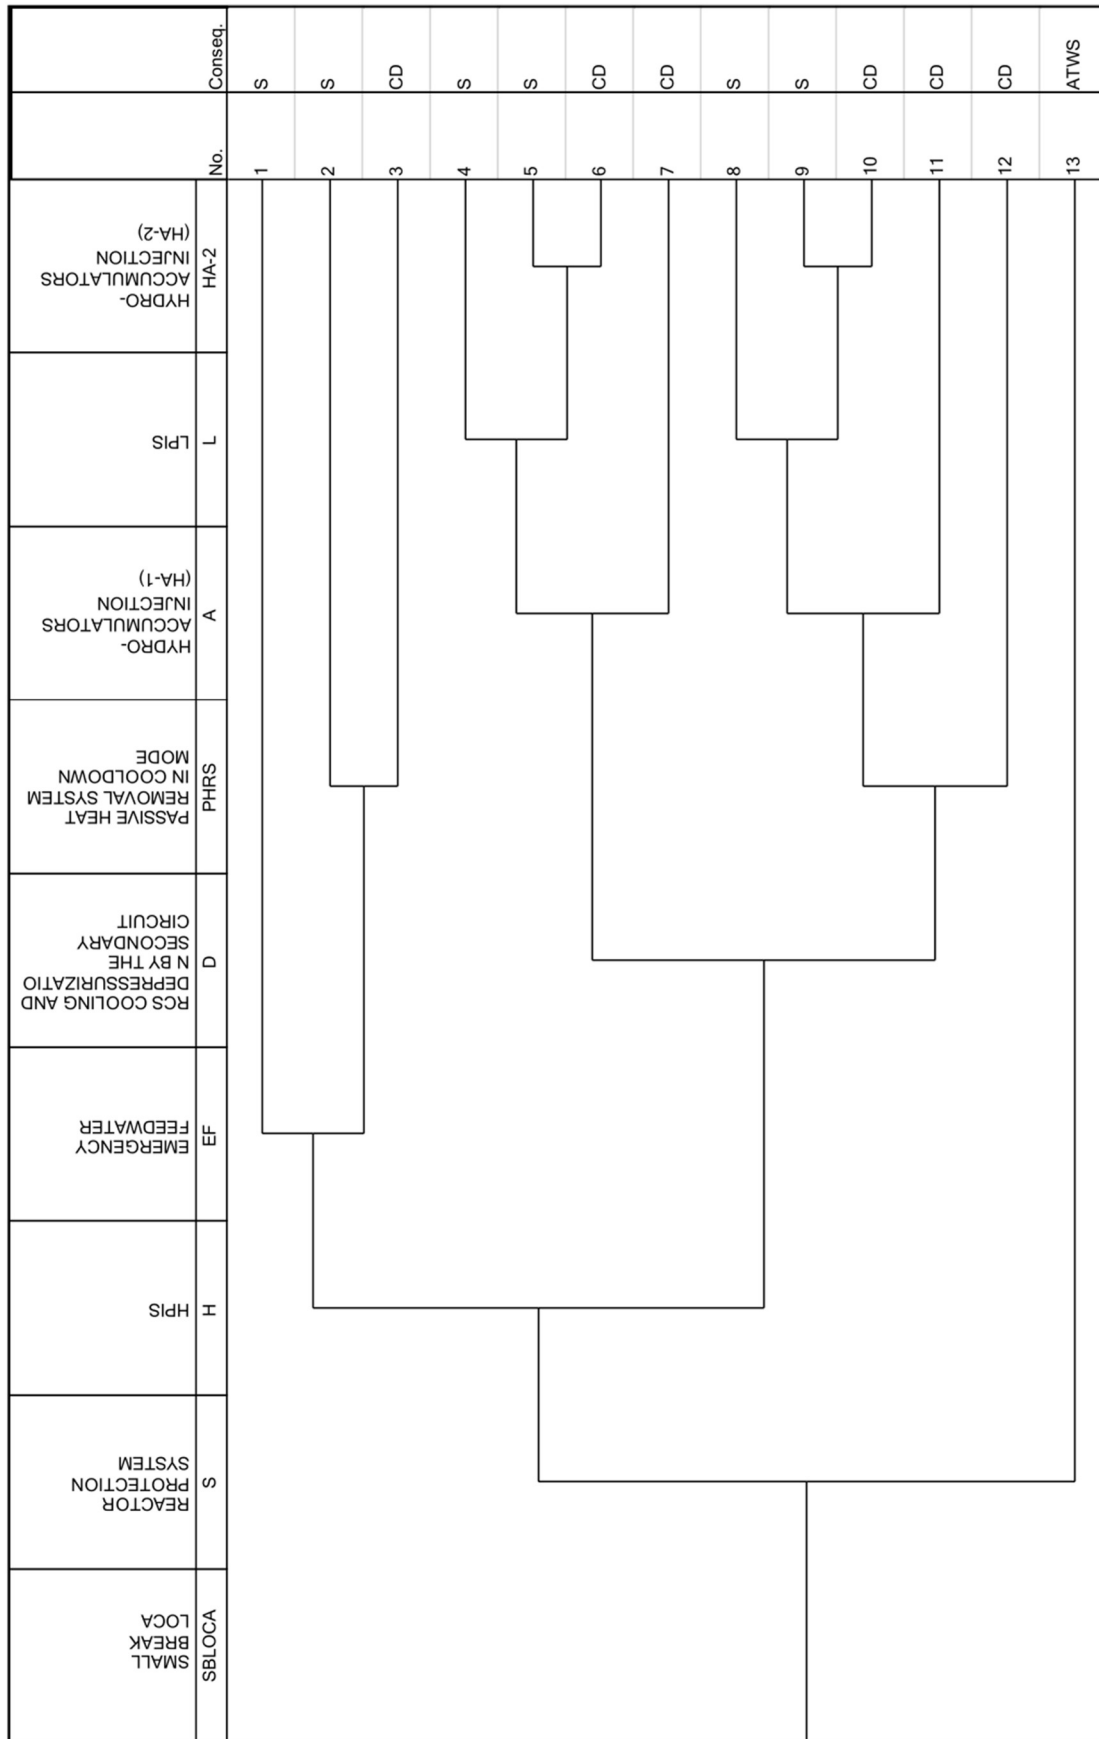 SMALL
BREAK
LOCA
SBLOCA
REACTOR
PROTECTION
SYSTEM
S
HPIS
H
EMERGENCY
FEEDWATER
EF
RCS COOLING AND
DEPRESSURIZATIO
N BY THE
SECONDARY
CIRCUIT
D
PASSIVE HEAT
REMOVAL SYSTEM
IN COOLDOWN
MODE
PHRS
HYDRO-
ACCUMULATORS
INJECTION
(HA-1)
A
LPIS
L
HYDRO-
ACCUMULATORS
INJECTION
(HA-2)
HA-2
No.
Conseq.
1
S
2
S
3
CD
4
S
5
S
6
CD
7
CD
8
S
9
S
10
CD
11
CD
12
CD
13
ATWS